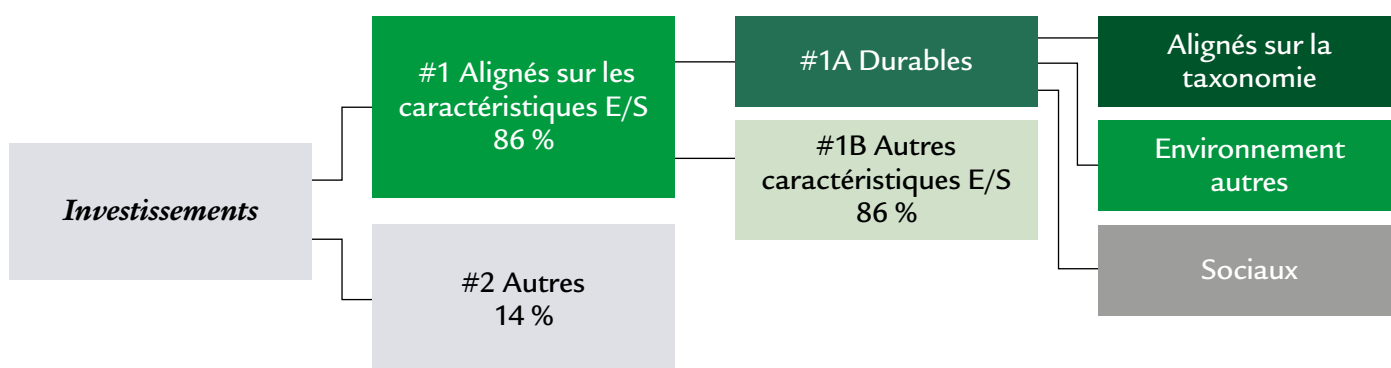 Investissements
#1 Alignés sur les
caractéristiques E/S
86 %
#2 Autres
14 %
#1A Durables
#1B Autres
caractéristiques E/S
86 %
Alignés sur la
taxonomie
Environnement
autres
Sociaux